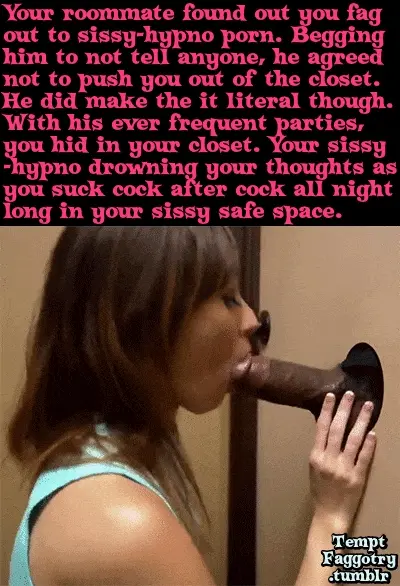 Your roommate found out you fag
out to sissy-hypno porn. Begging
him to not tell anyone, he agreed
not to push you out of the closet.
He did make the it literal though.
With his ever frequent parties,
you hid in your closet. Your sissy
-hypno drowning your thoughts as
you suck cock after cock all night
long in your sissy safe space.
Tempt
Faggotry
.tumblr